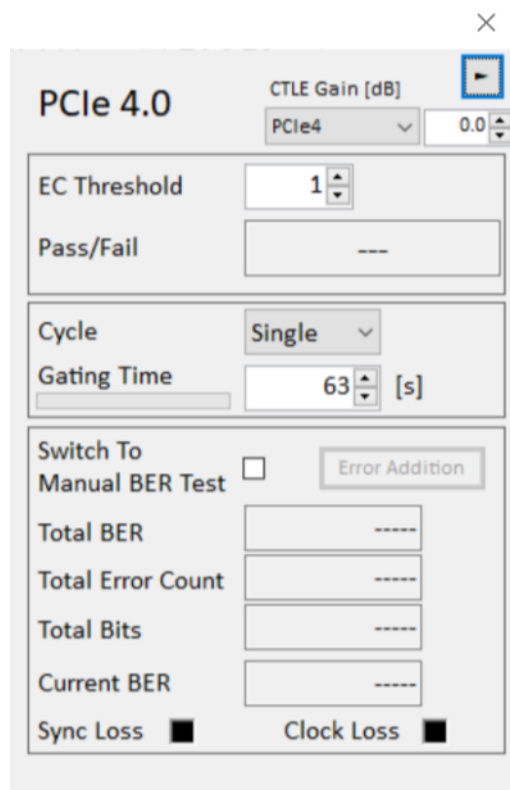 PCIe 4.0
CTLE Gain [dB]
PCIe4
0.0
EC Threshold
1
Pass/Fail
---
Cycle
Single
Gating Time
63
[s]
Switch To
Manual BER Test
Error Addition
Total BER
-----
Total Error Count
-----
Total Bits
-----
Current BER
-----
Sync Loss
Clock Loss